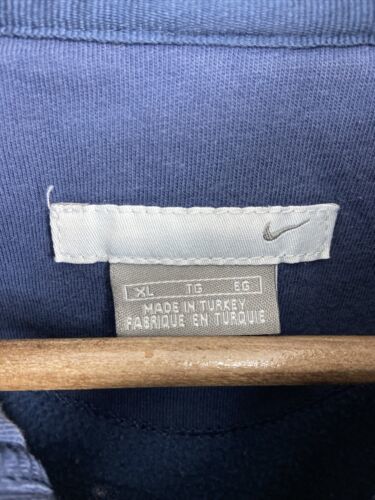 XL TG EG
MADE IN TURKEY
FABRIQUE EN TURQUIE